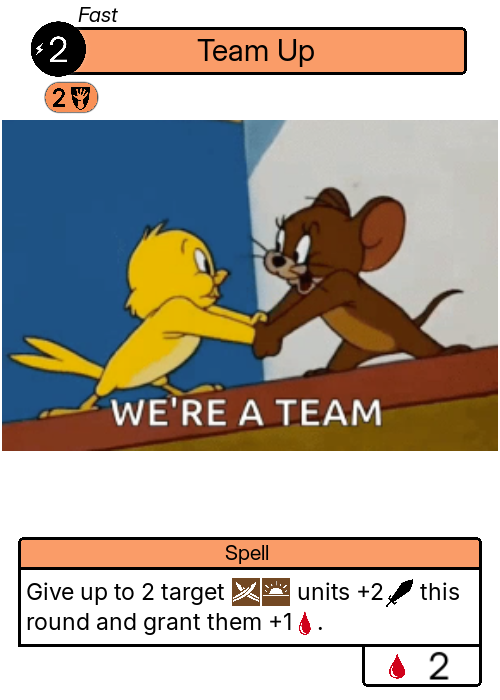 Fast
2
Team Up
2
WE'RE A TEAM
Spell
Give up to 2 target units +2 this
round and grant them +1 .
2